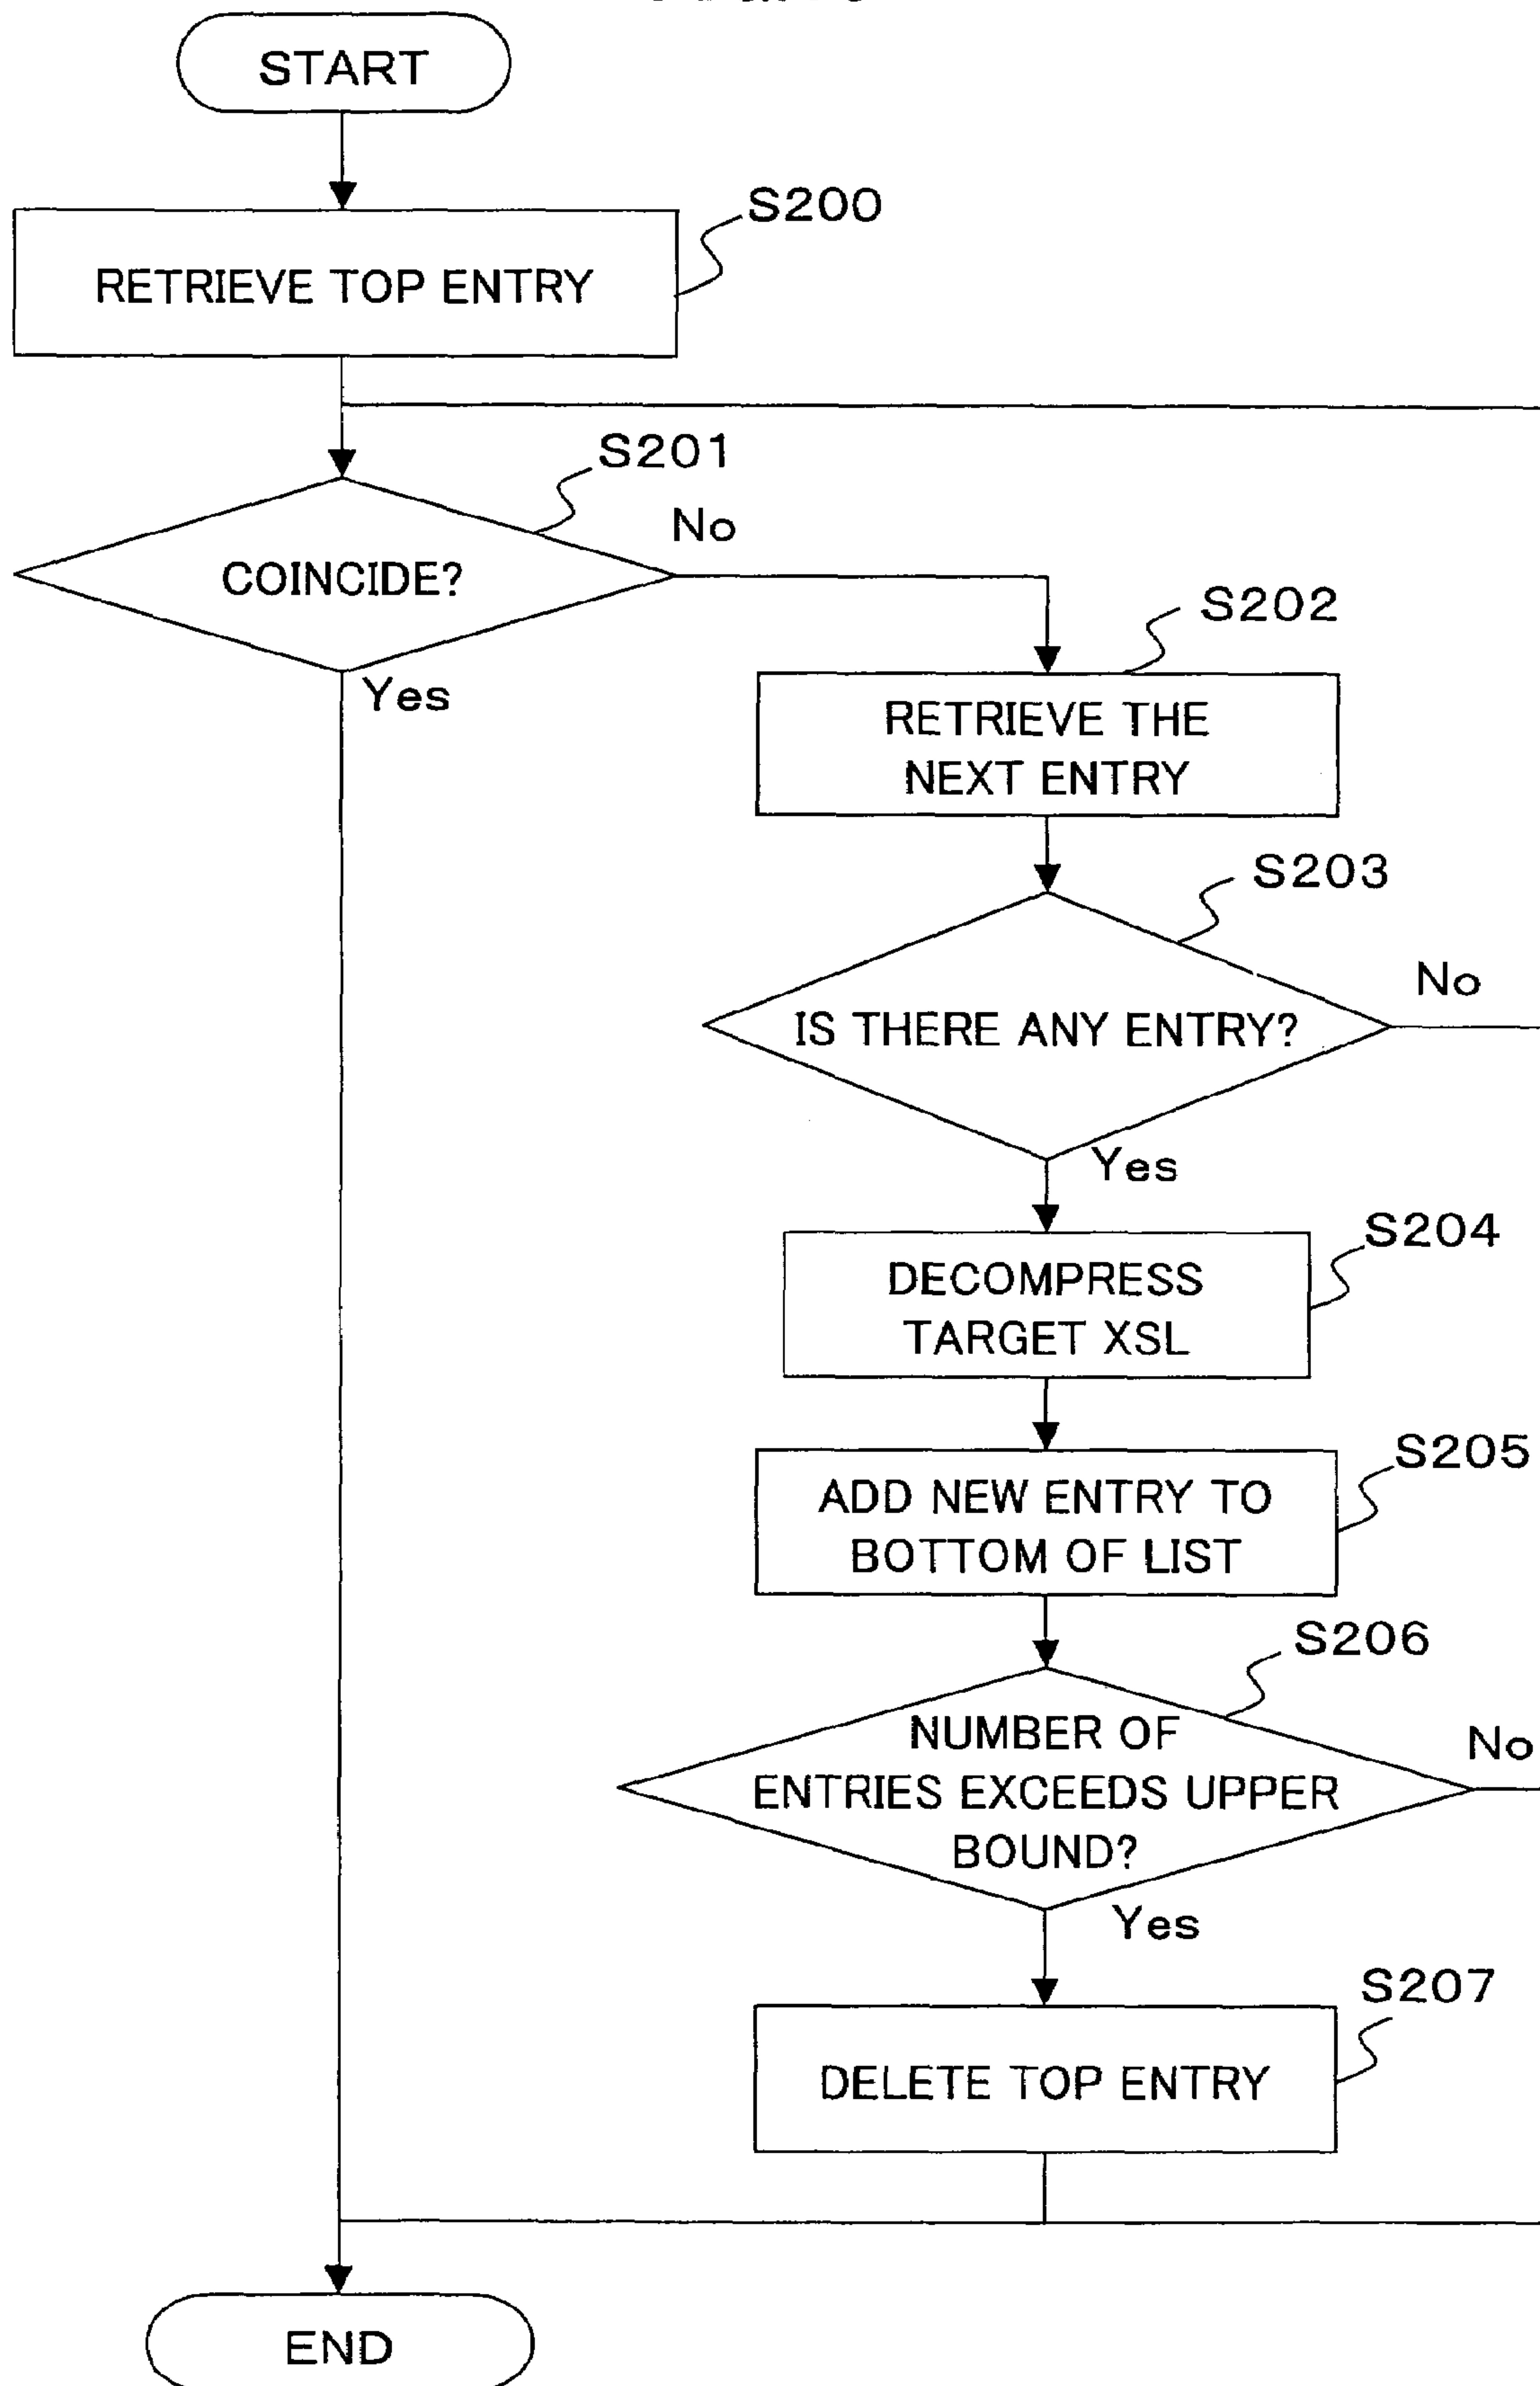 START
S200
RETRIEVE TOP ENTRY
S201
No
COINCIDE?
Yes
S202
RETRIEVE THE
NEXT ENTRY
S203
No
IS THERE ANY ENTRY?
Yes
S204
DECOMPRESS
TARGET XSL
S205
ADD NEW ENTRY TO
BOTTOM OF LIST
S206
No
NUMBER OF
ENTRIES EXCEEDS UPPER
BOUND?
Yes
S207
DELETE TOP ENTRY
END